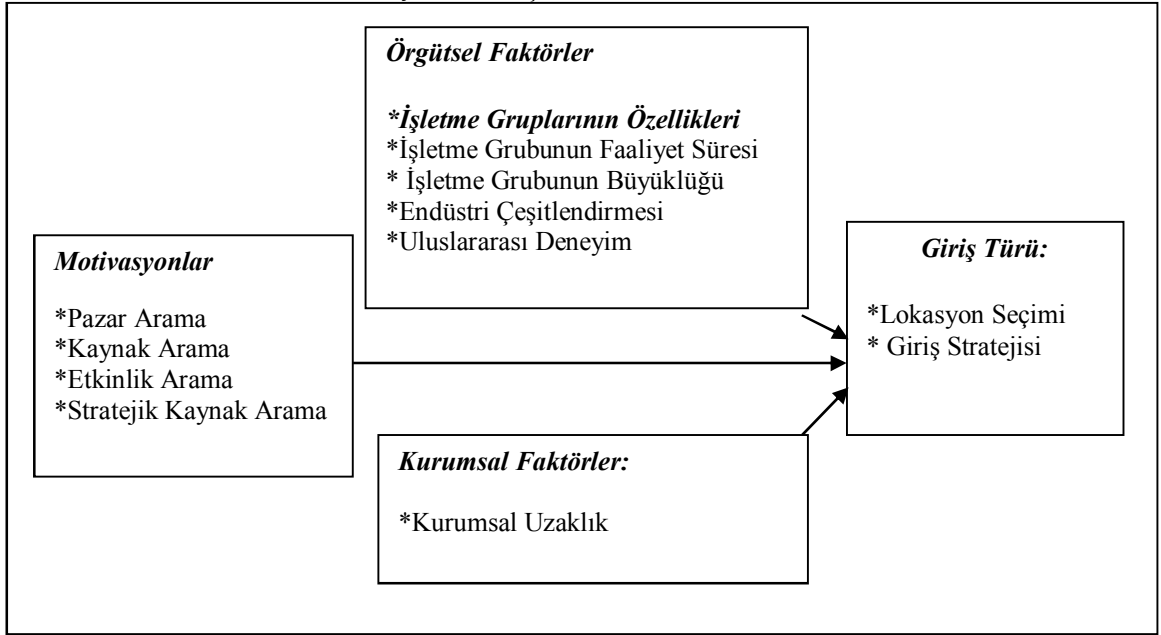 Örgütsel Faktörler
*İşletme Gruplarının Özellikleri
*İşletme Grubunun Faaliyet Süresi
* İşletme Grubunun Büyüklüğü
*Endüstri Çeşitlendirmesi
*Uluslararası Deneyim
Motivasyonlar
*Pazar Arama
*Kaynak Arama
*Etkinlik Arama
*Stratejik Kaynak Arama
Giriş Türü:
*Lokasyon Seçimi
* Giriş Stratejisi
Kurumsal Faktörler:
*Kurumsal Uzaklık